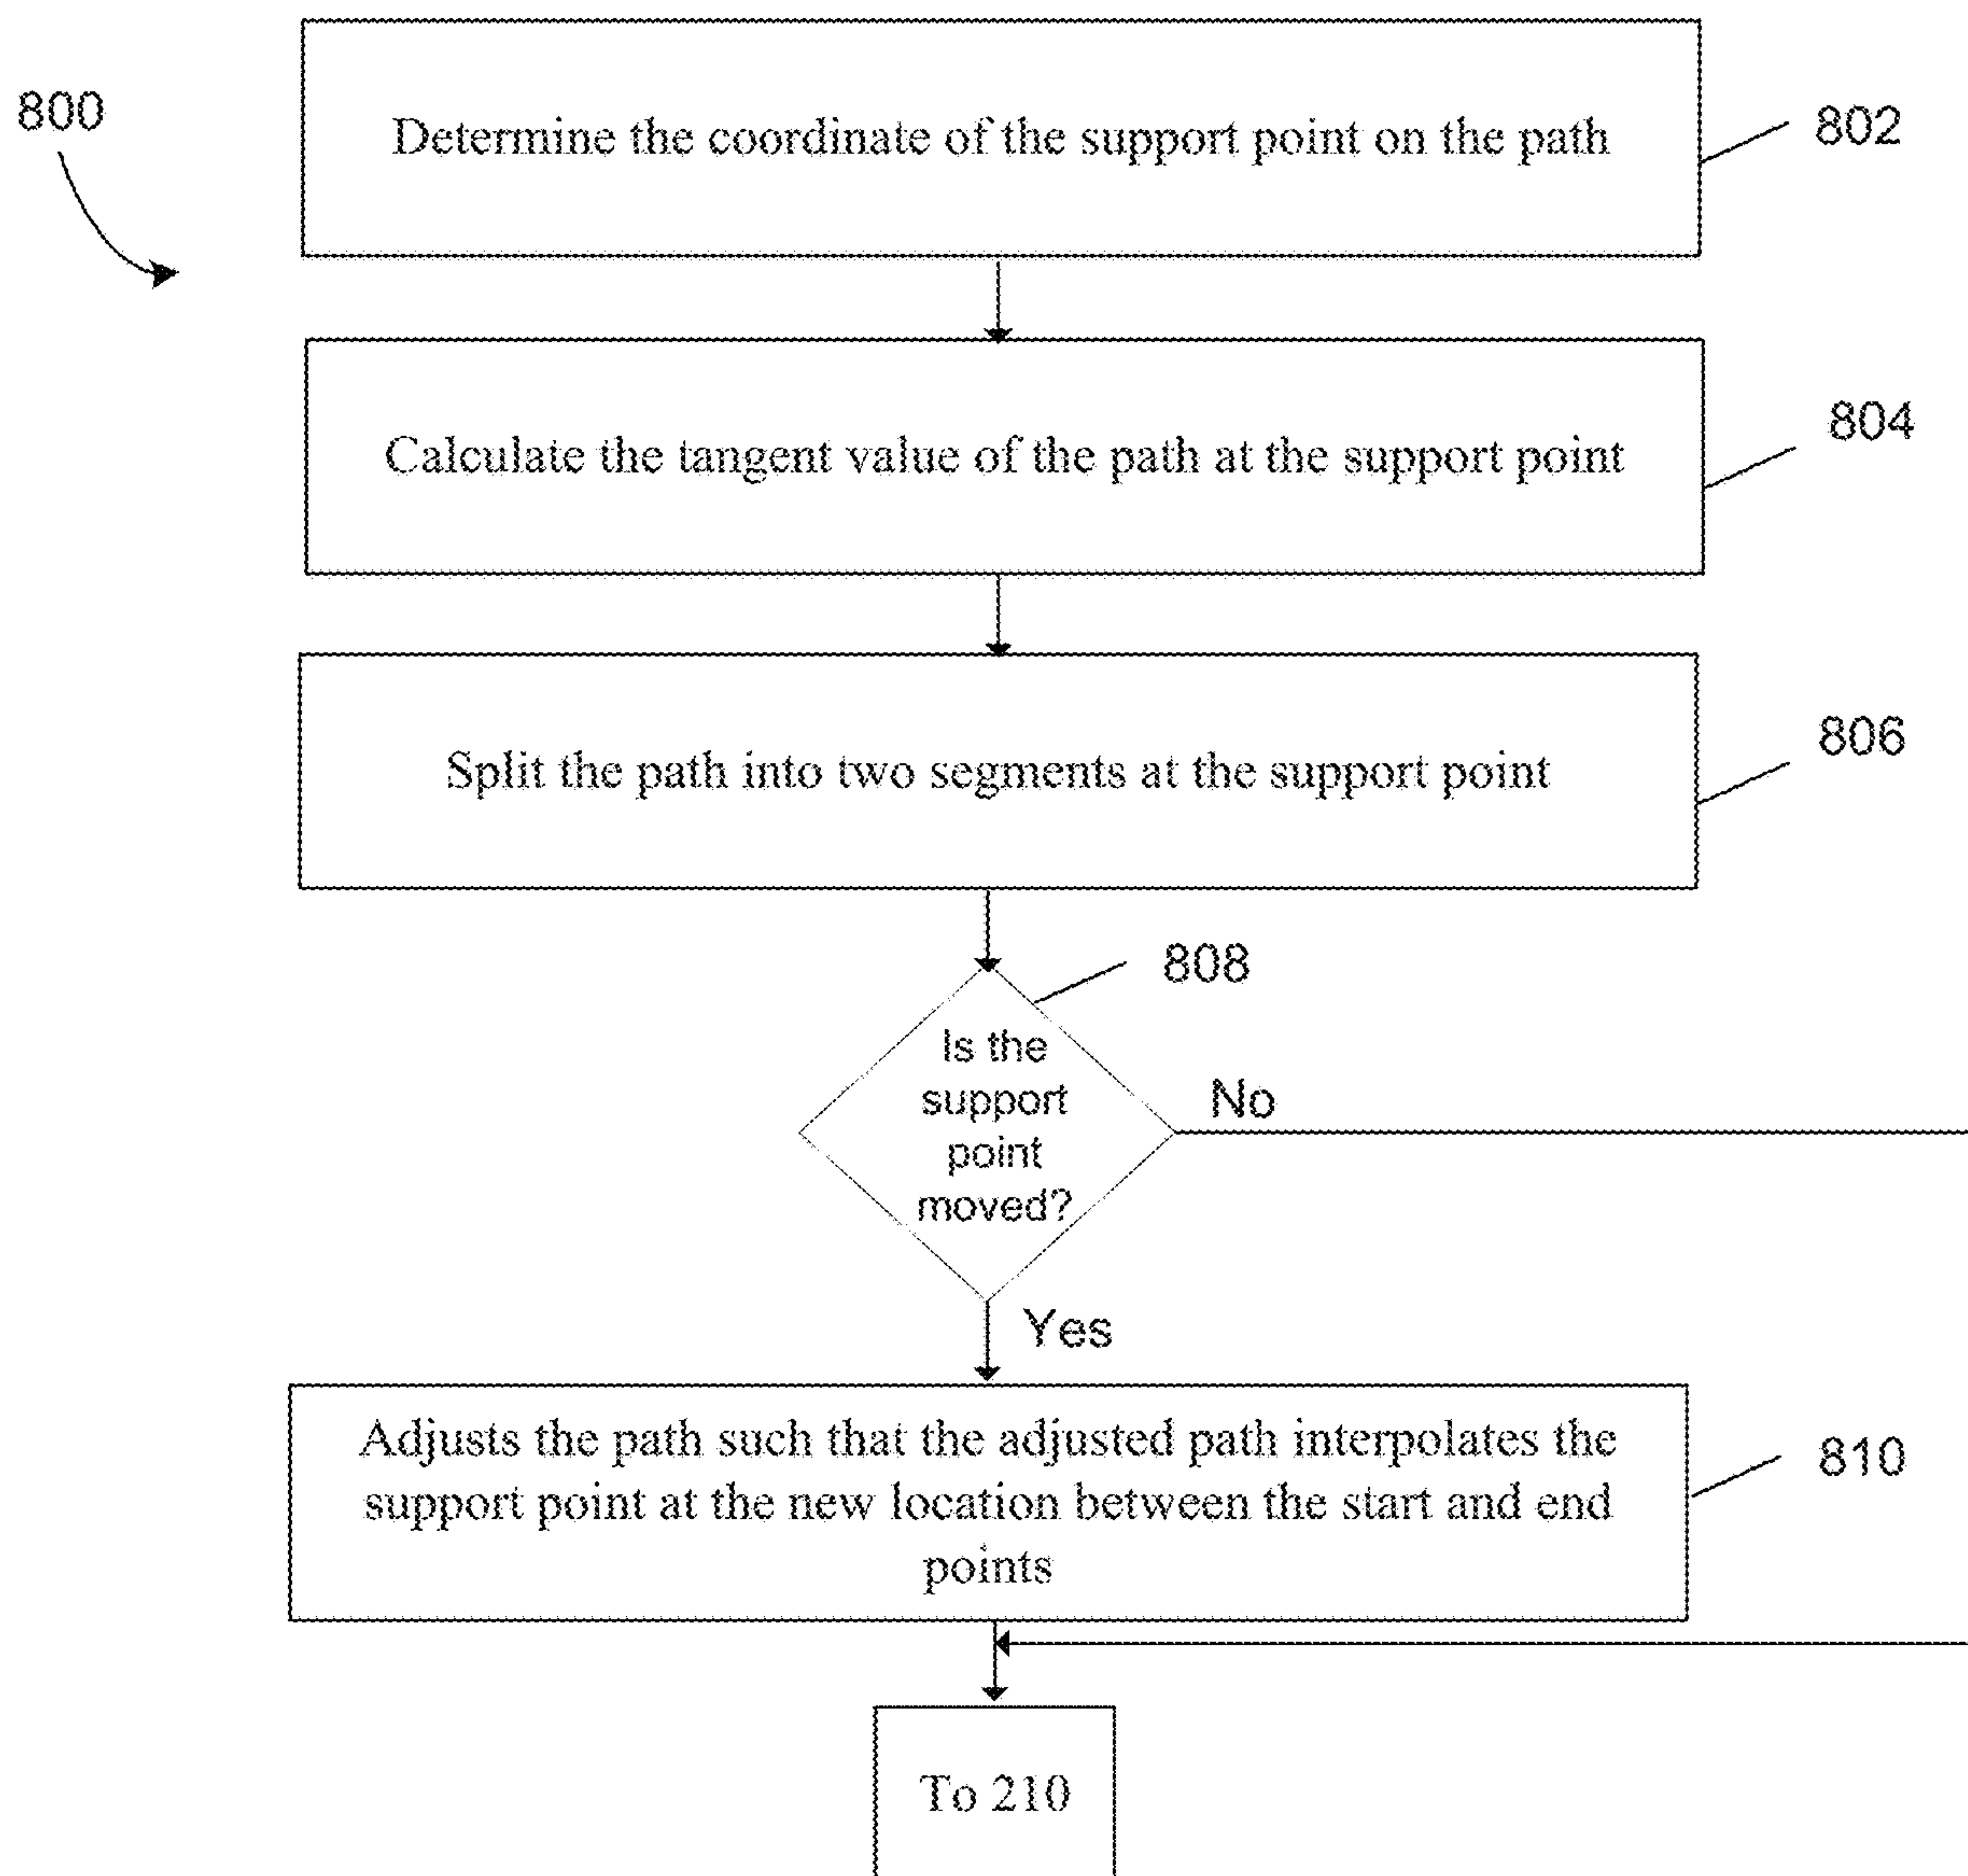 800
Determine the coordinate of the support point on the path
802
Calculate the tangent value of the path at the support point
804
Split the path into two segments at the support point
806
808
Is the
support
point
moved?
No
Yes
Adjusts the path such that the adjusted path interpolates the
support point at the new location between the start and end
points
810
To 210